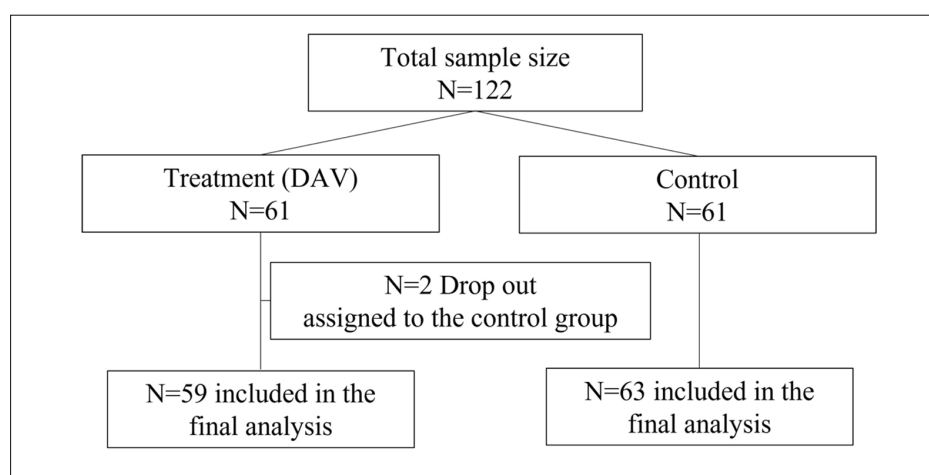 Total sample size
N=122
Treatment (DAV)
N=61
Control
N=61
N=2 Drop out
assigned to the control group
N=59 included in the
final analysis
N=63 included in the
final analysis